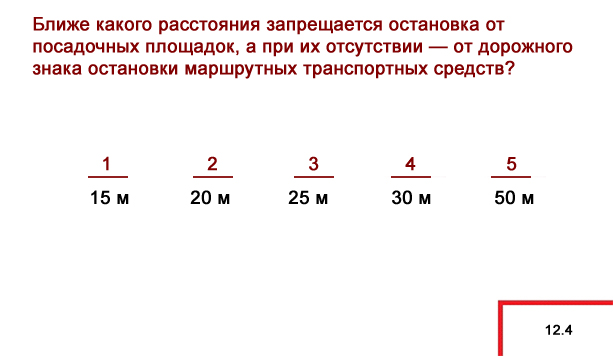 Ближе какого расстояния запрещается остановка от
посадочных площадок, а при их отсутствии — от дорожного
знака остановки маршрутных транспортных средств?
1 2 3 4 5
15 м 20 м 25 м 30 м 50 м
12.4